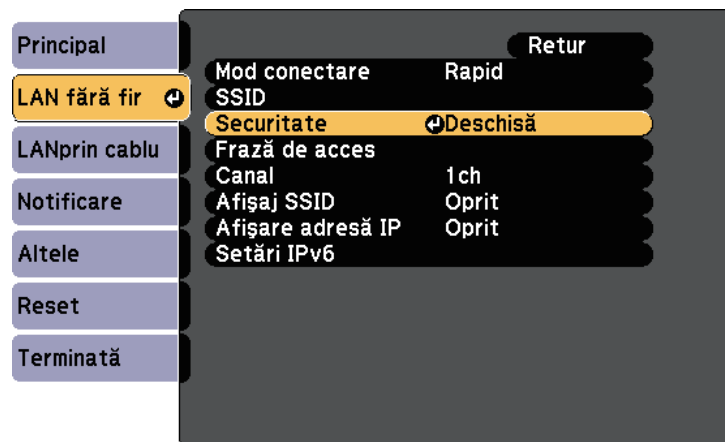 Principal
LAN fără fir
LANprin cablu
Notificare
Altele
Reset
Terminată
Retur
Mod conectare Rapid
SSID
Securitate Deschisă
Frază de acces
Canal 1ch
Afişaj SSID Oprit
Afişare adresă IP Oprit
Setări IPv6